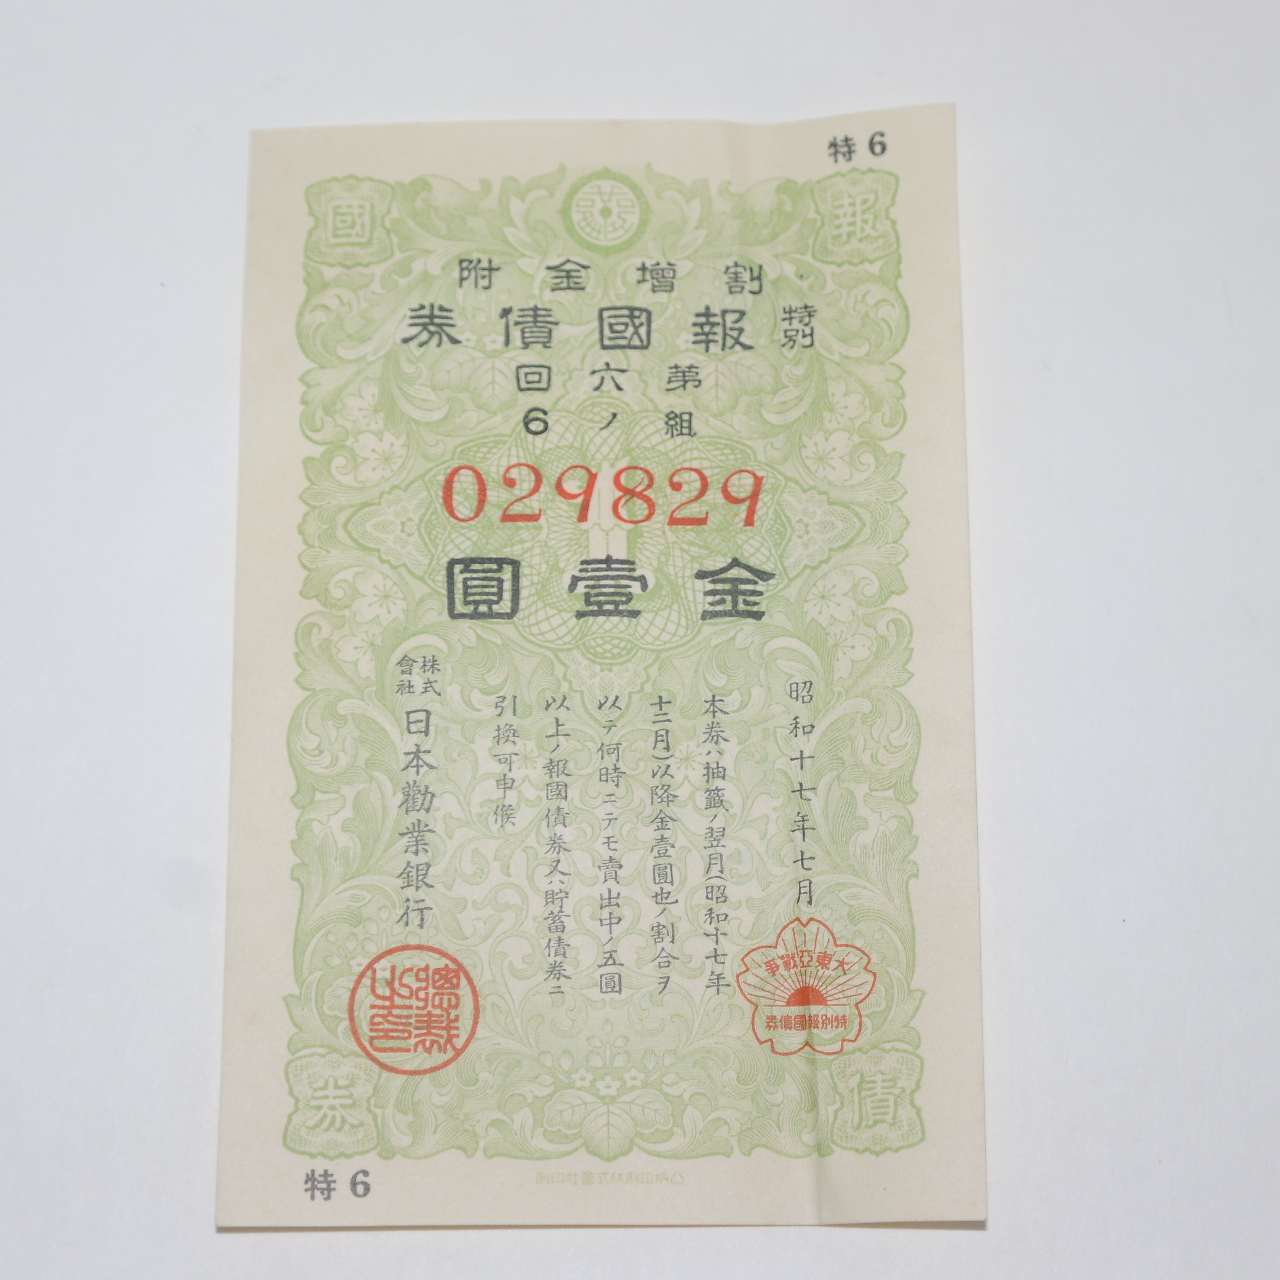 特6
報國
割增金附
特別報國債券
第六回
組ノ6
029829
金壹圓
昭和十七年七月
本券ハ抽籤ノ翌月(昭和十七年
十二月)以降金壹圓也ノ割合ヲ
以テ何時ニテモ賣出中ノ五圓
以上ノ報國債券又ハ貯蓄債券ニ
引換可申候
株式會社日本勸業銀行
大東亞戰爭
特別報國債券
總裁之印
債券
特6